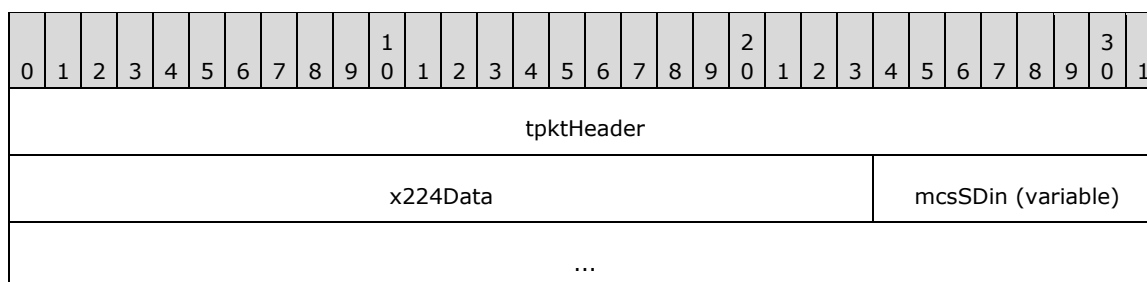 1 2 3
0 1 2 3 4 5 6 7 8 9 0 1 2 3 4 5 6 7 8 9 0 1 2 3 4 5 6 7 8 9 0 1
tpktHeader
x224Data mcsSDin (variable)
...